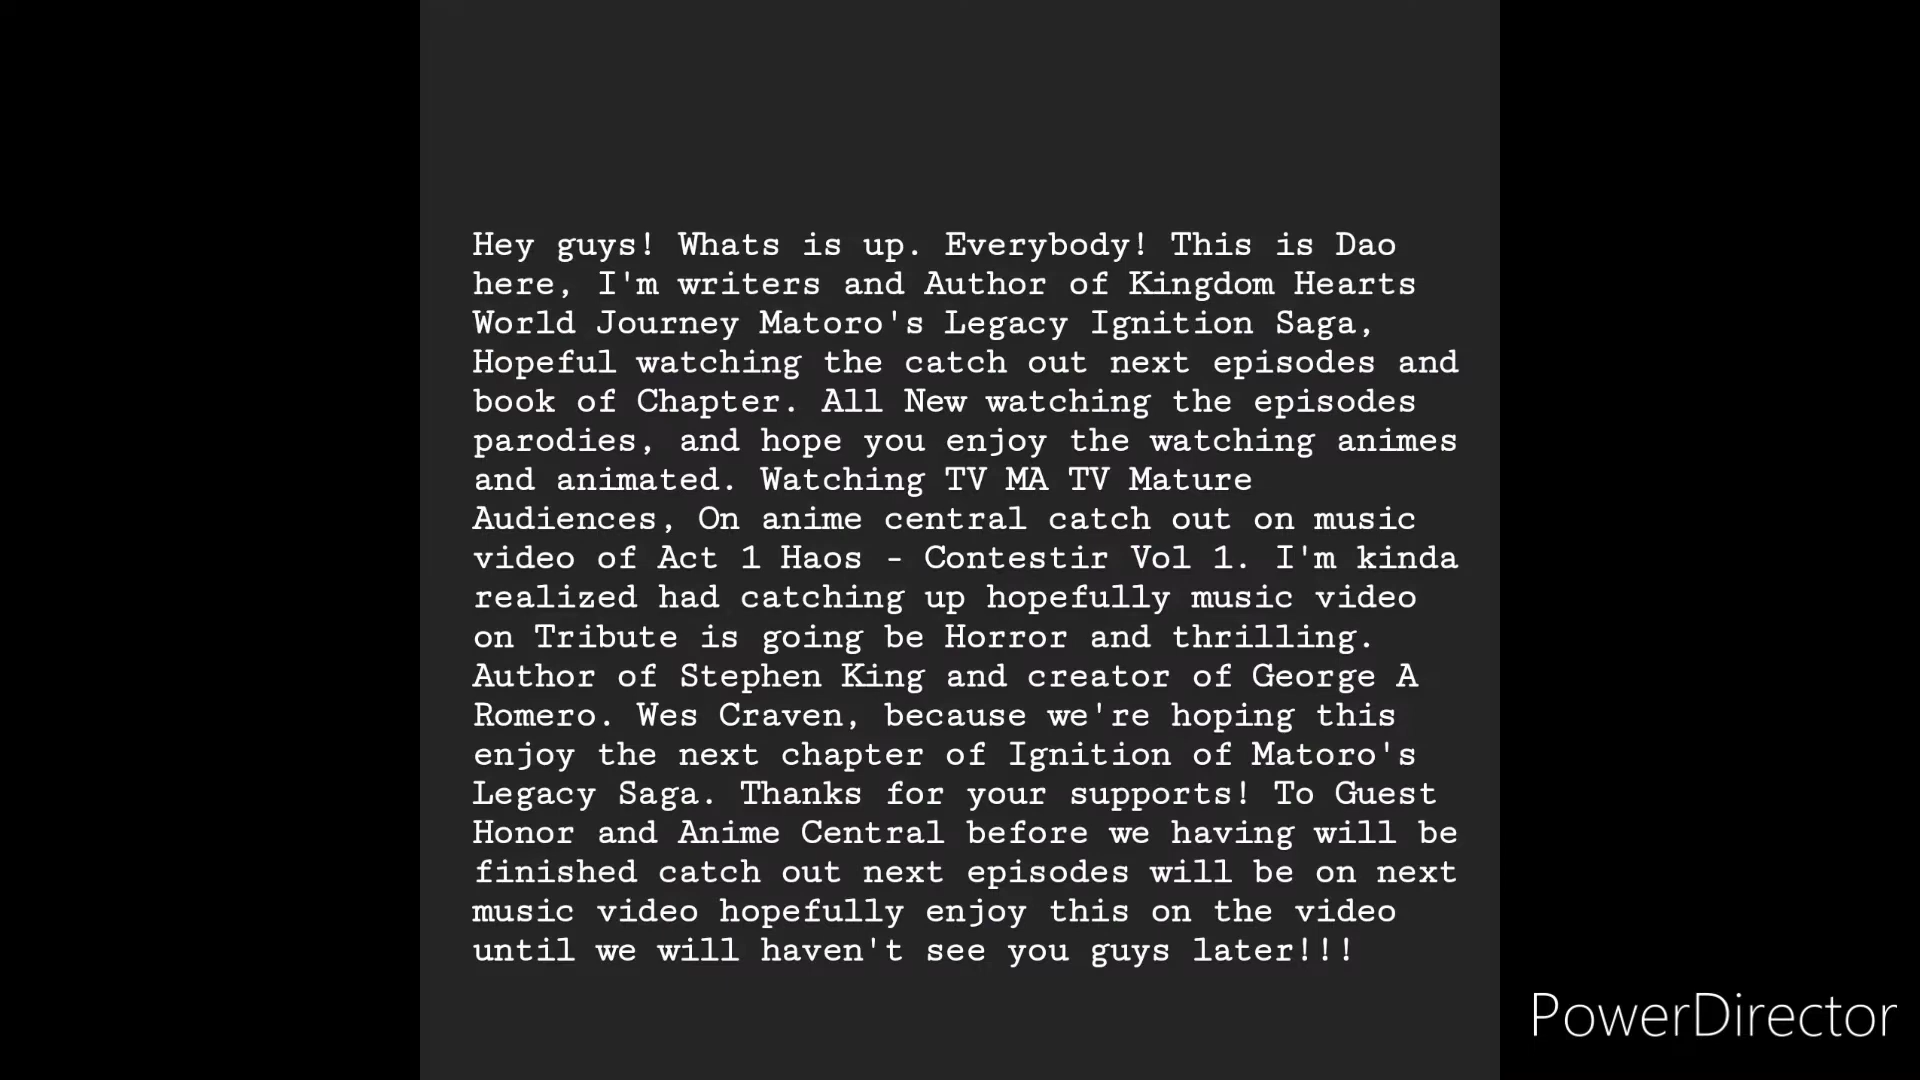 Hey guys! Whats is up. Everybody! This is Dao
here, I'm writers and Author of Kingdom Hearts
World Journey Matoro's Legacy Ignition Saga,
Hopeful watching the catch out next episodes and
book of Chapter. All New watching the episodes
parodies, and hope you enjoy the watching animes
and animated. Watching TV MA TV Mature
Audiences, On anime central catch out on music
video of Act 1 Haos - Contestir Vol 1. I'm kinda
realized had catching up hopefully music video
on Tribute is going be Horror and thrilling.
Author of Stephen King and creator of George A
Romero. Wes Craven, because we're hoping this
enjoy the next chapter of Ignition of Matoro's
Legacy Saga. Thanks for your supports! To Guest
Honor and Anime Central before we having will be
finished catch out next episodes will be on next
music video hopefully enjoy this on the video
until we will haven't see you guys later!!!
PowerDirector